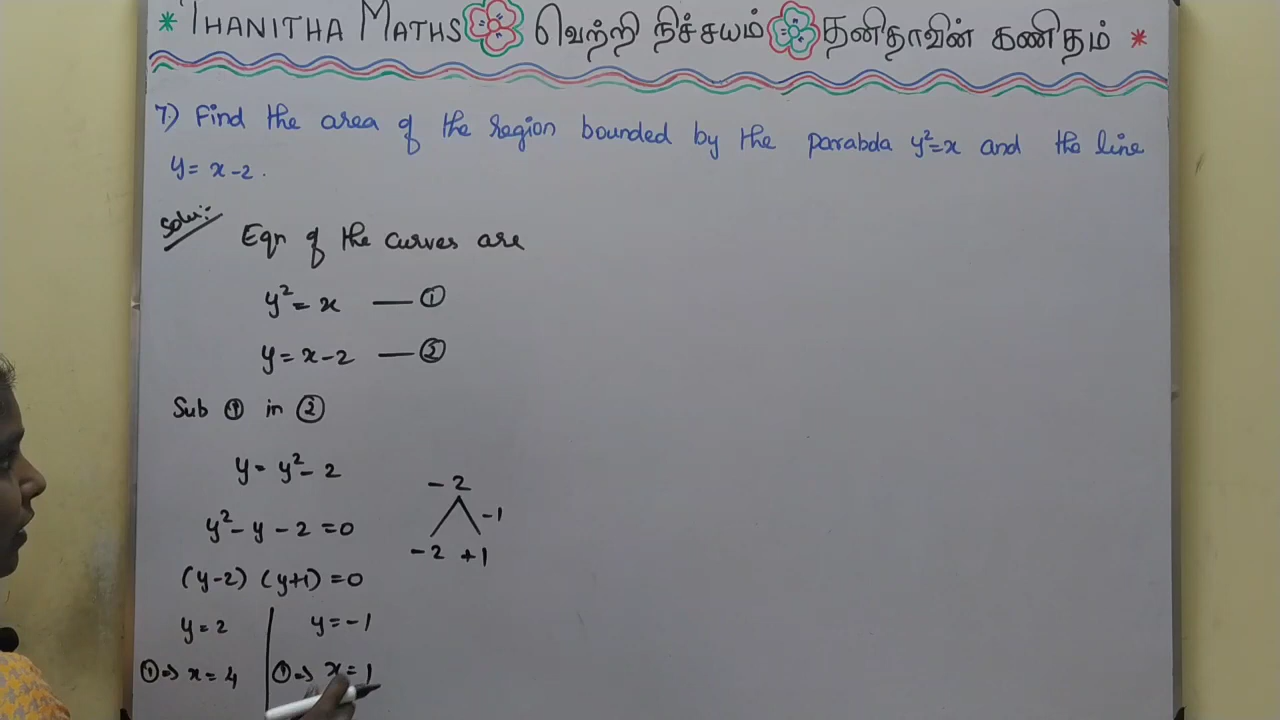 * THANITHA MATHS வெற்றி நிச்சயம் தனிதாவின் கணிதம் *
7.) Find the area of the region bounded by the parabola y²=x and the line
y = x-2.
Solu:-
Eqn of the curves are
y² = x — ①
y = x-2 — ②
Sub ① in ②
y = y² - 2
y² - y - 2 = 0
(y-2) (y+1) = 0
y = 2 | y = -1
①⇒ x = 4 | ①⇒ x = 1
-2
-1
-2 +1